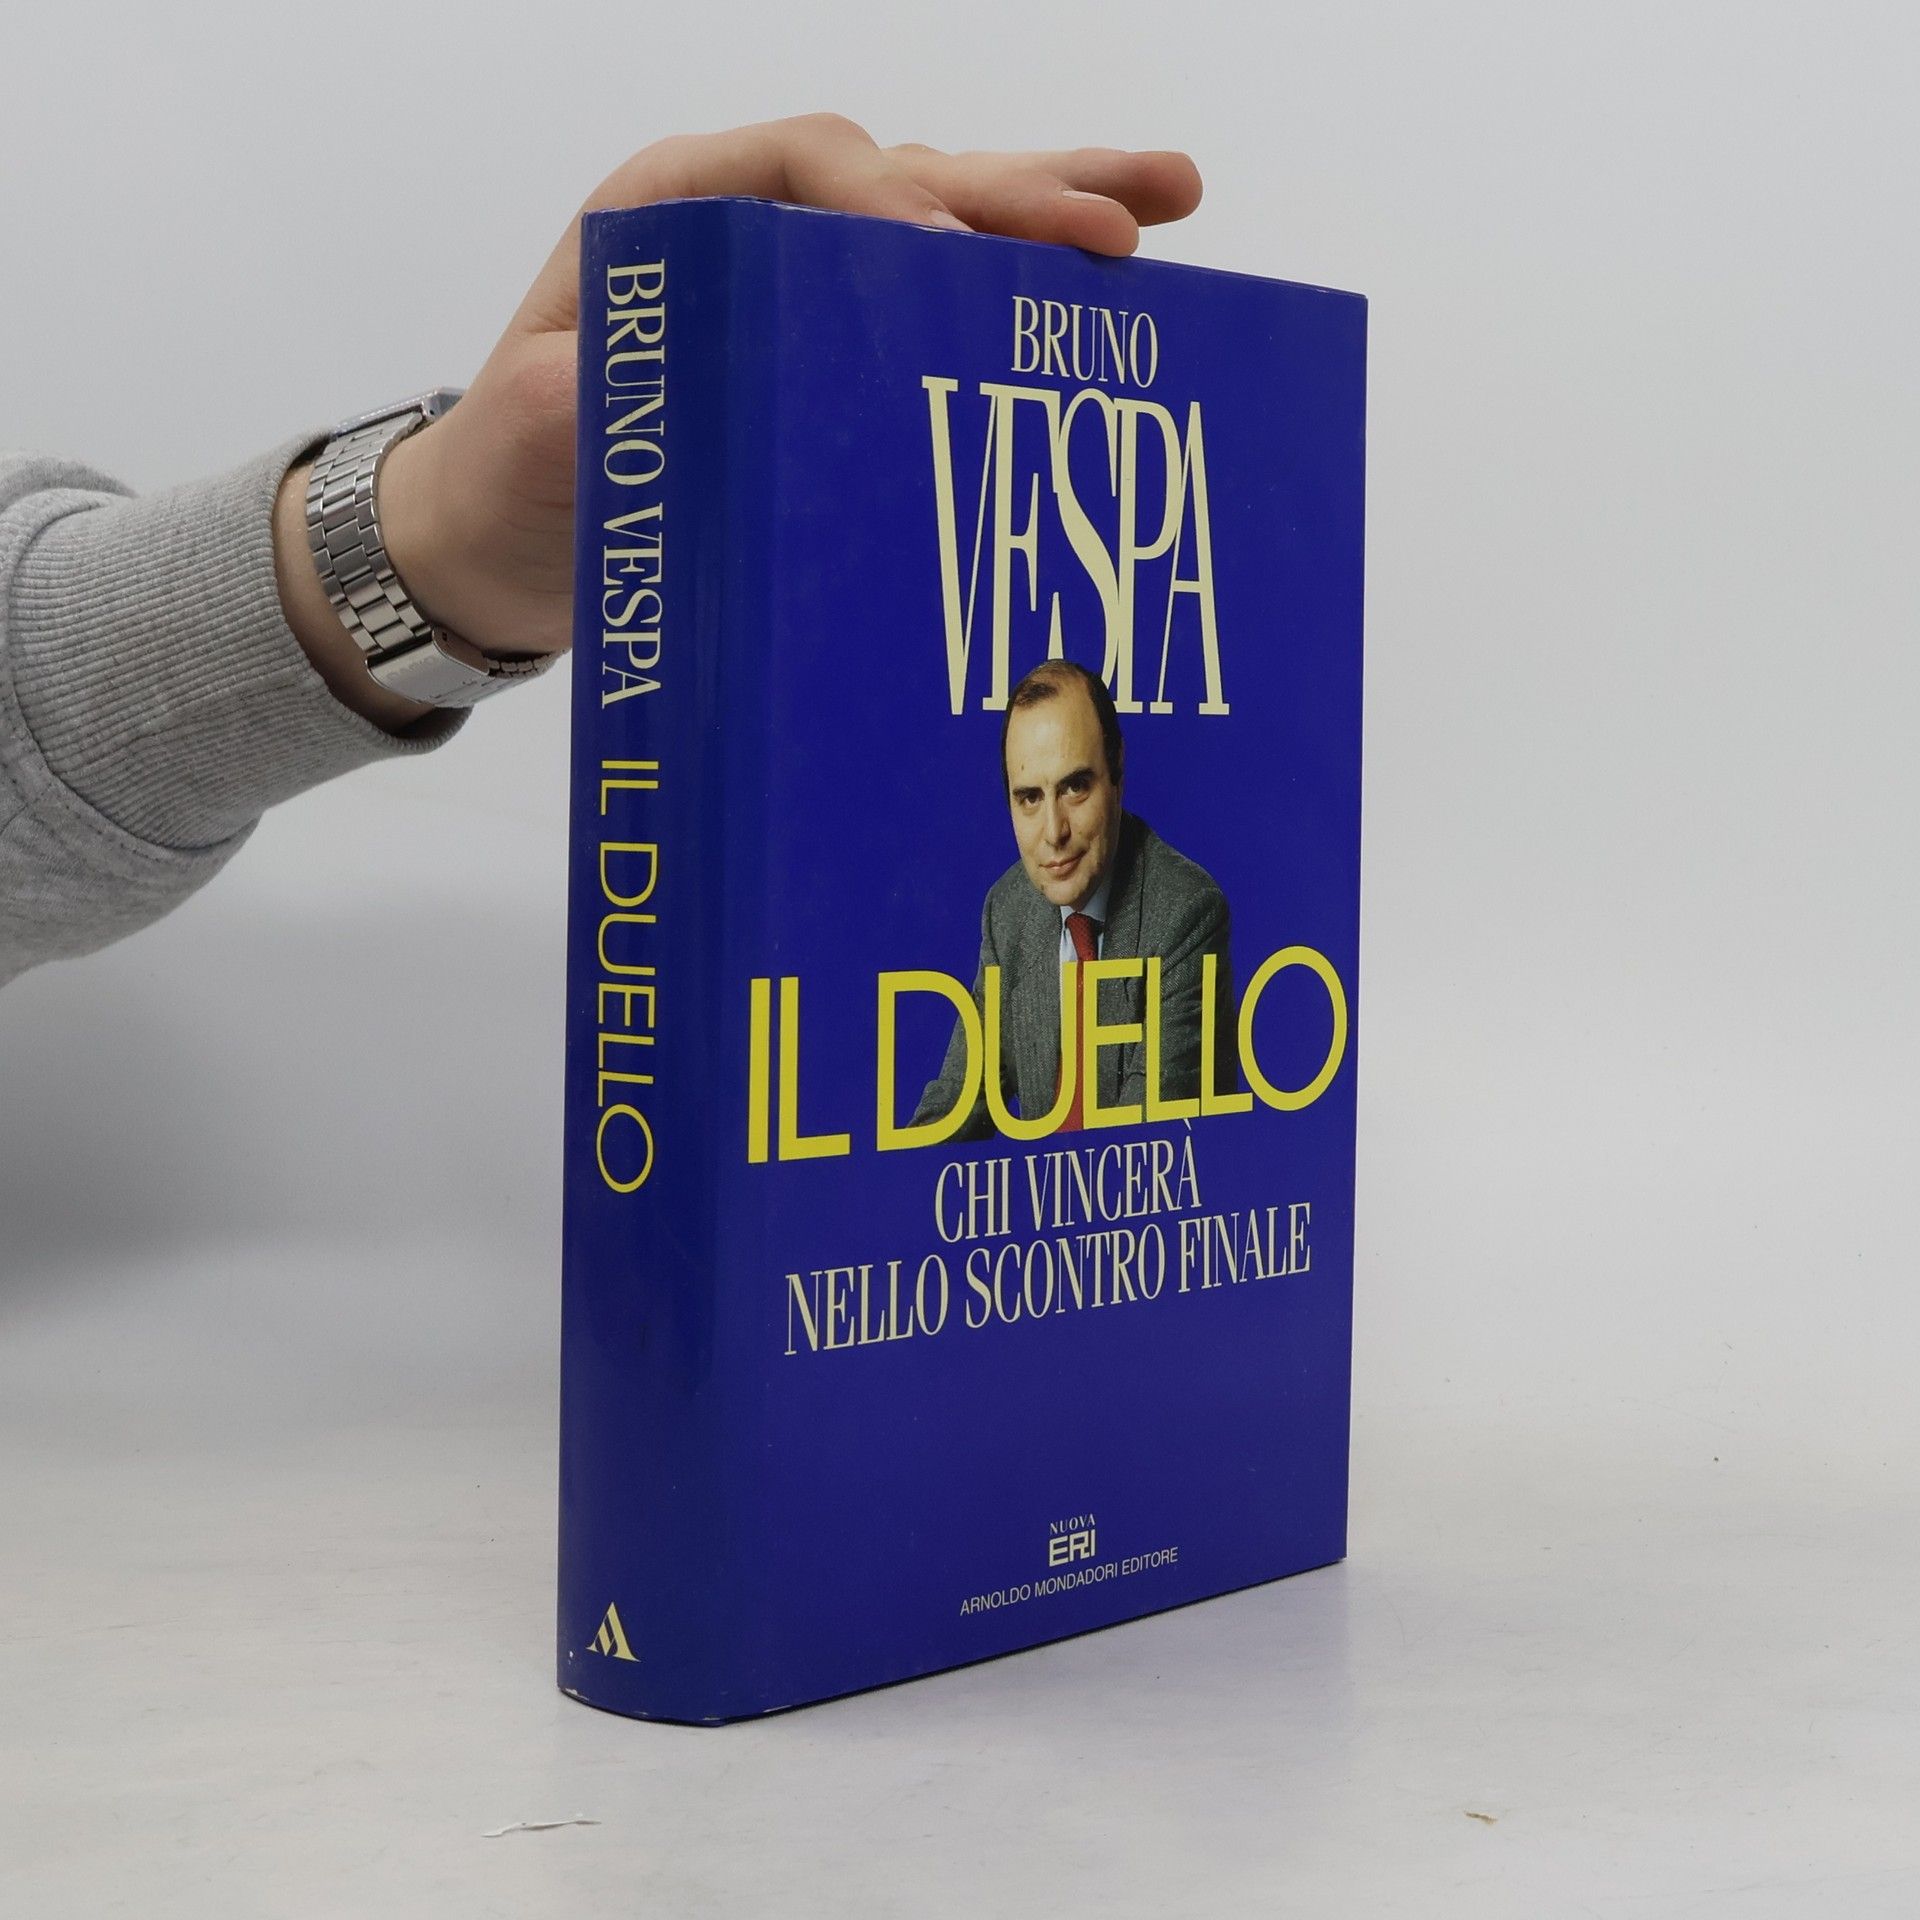 BRUNO VESPA IL DUELLO
BRUNO
VESPA
IL DUELLO
CHI VINCERÀ
NELLO SCONTRO FINALE
NUOVA
ERI
ARNOLDO MONDADORI EDITORE